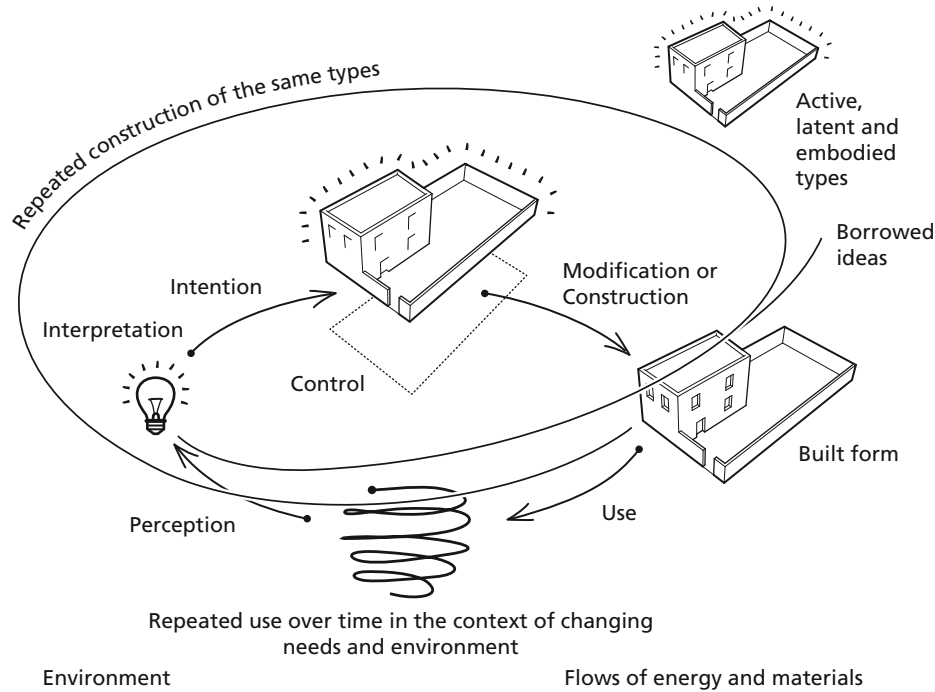 Repeated construction of the same types
Active,
latent and
embodied
types
Borrowed
ideas
Modification or
Construction
Intention
Interpretation
Control
Built form
Use
Perception
Repeated use over time in the context of changing
needs and environment
Environment
Flows of energy and materials